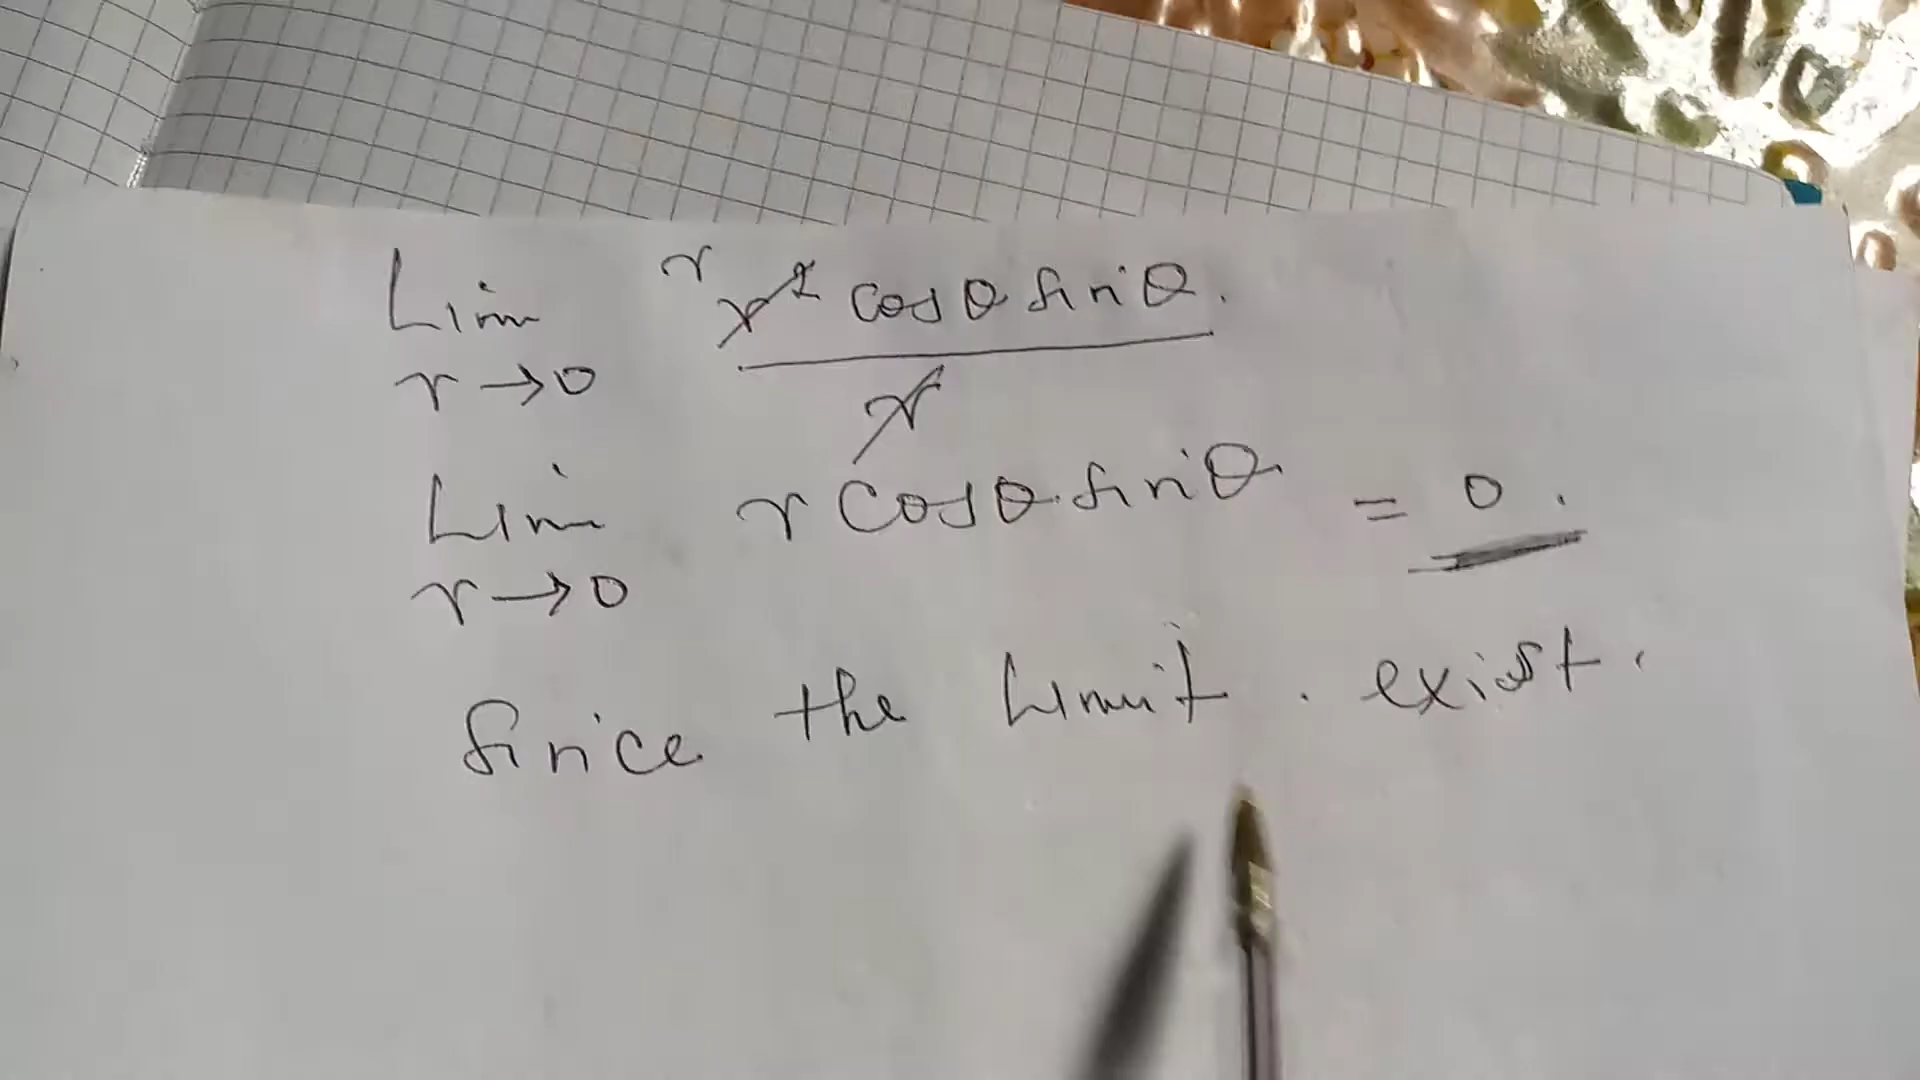 Lim r r² cosθ sinθ.
r→0 r
Lim r cosθ. sinθ = 0.
r→0
Since the Limit. exist.